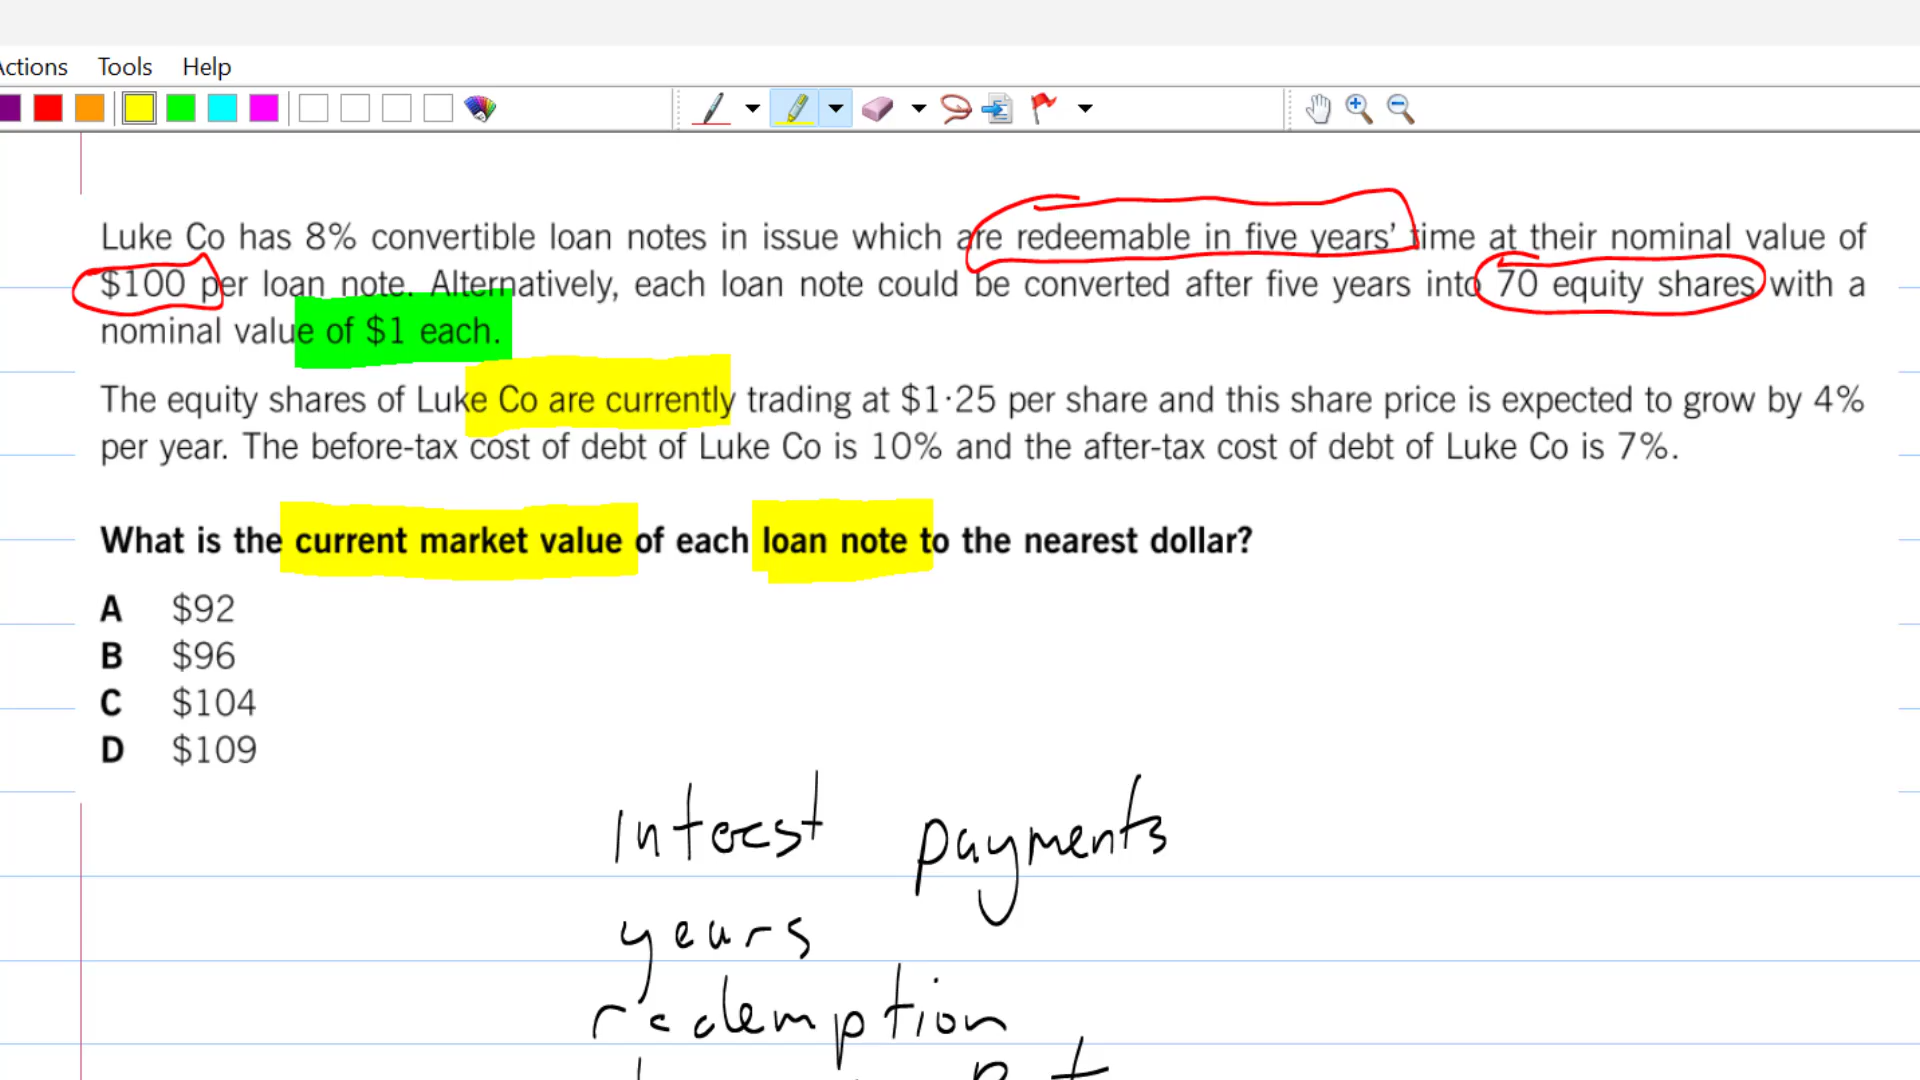 Actions Tools Help
Luke Co has 8% convertible loan notes in issue which are redeemable in five years’ time at their nominal value of
$100 per loan note. Alternatively, each loan note could be converted after five years into 70 equity shares with a
nominal value of $1 each.
The equity shares of Luke Co are currently trading at $1·25 per share and this share price is expected to grow by 4%
per year. The before-tax cost of debt of Luke Co is 10% and the after-tax cost of debt of Luke Co is 7%.
What is the current market value of each loan note to the nearest dollar?
A $92
B $96
C $104
D $109
Interest payments
years
redemption